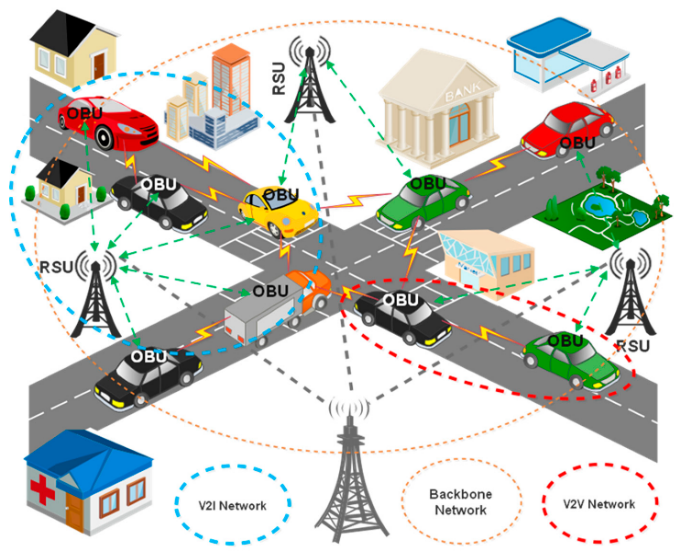 RSU
BANK
OBU
OBU
OBU
OBU
OBU
RSU
OBU
OBU
OBU
OBU
RSU
V2I Network
Backbone
Network
V2V Network